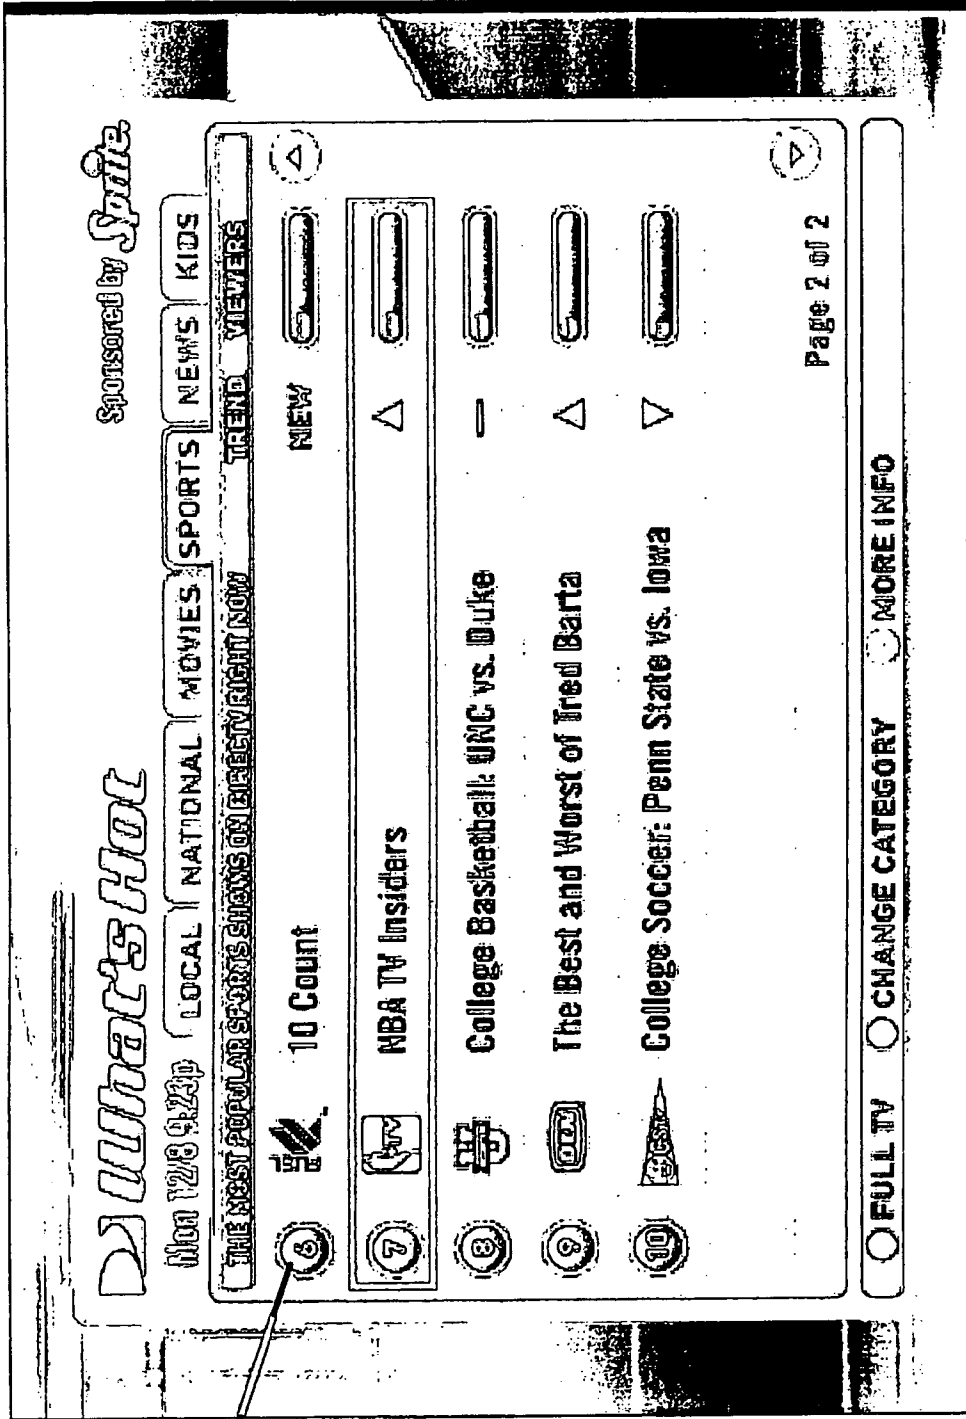 What's Hot
Sponsored by Sprite
Mon 12/8 9:23p LOCAL NATIONAL MOVIES SPORTS NEWS KIDS
THE MOST POPULAR SPORTS SHOWS ON DIRECTV RIGHT NOW TREND VIEWERS
6 10 Count NEW
7 TV NBA TV Insiders
8 College Basketball: UNC vs. Duke
9 The Best and Worst of Tred Barta
10 College Soccer: Penn State vs. Iowa
Page 2 of 2
FULL TV CHANGE CATEGORY MORE INFO